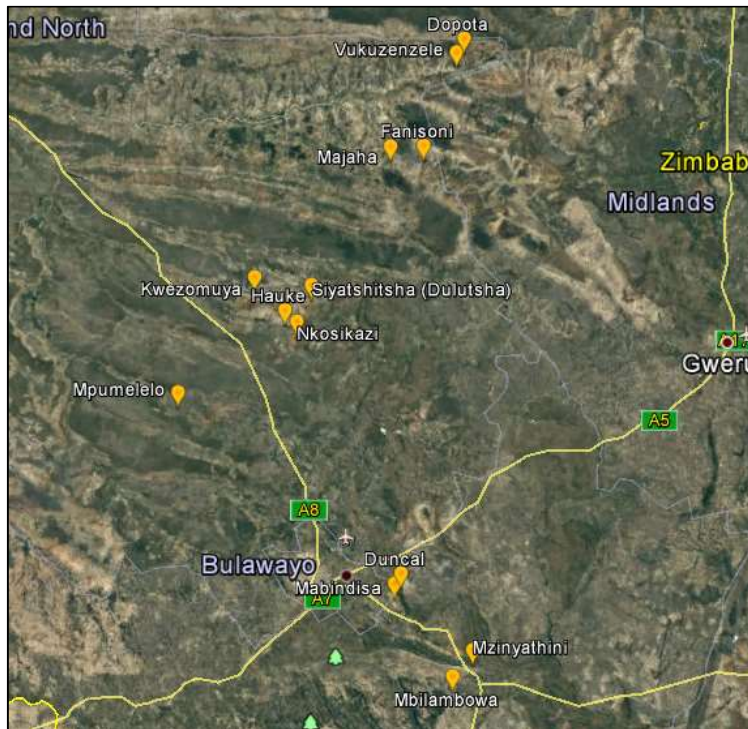 Dopota
nd North
Vukuzenzele
Fanisoni
Majaha
Zimbab
Midlands
Kwezomuya
Siyatshitsha (Dulutsha)
Hauke
Nkosikazi
Gweru
Mpumelelo
A5
A8
Duncal
Bulawayo
Mabindisa
A7
Mzinyathini
Mbilambowa